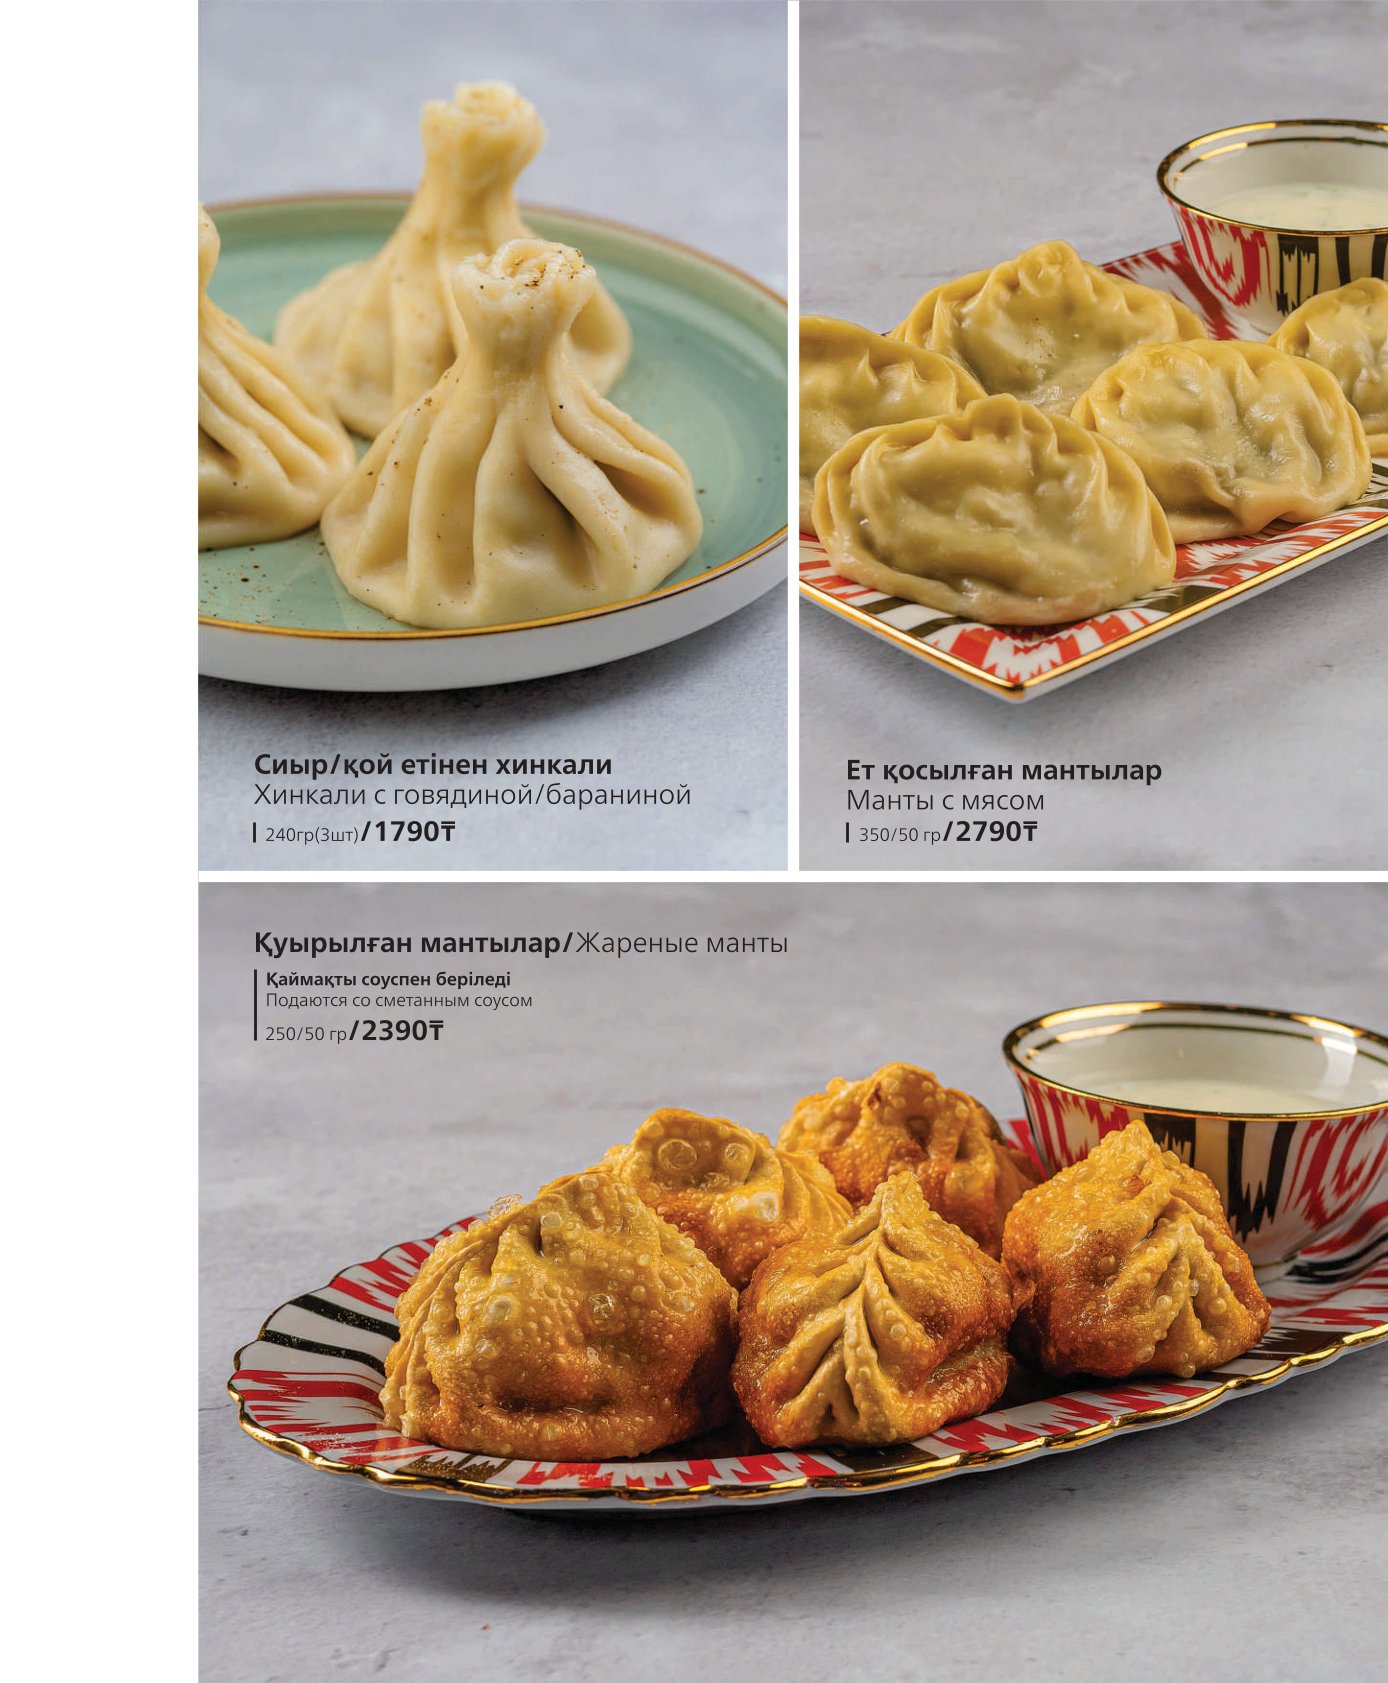 Сиыр/қой етінен хинкали
Хинкали с говядиной/бараниной
240гр(3шт)/1790₸
Ет қосылған мантылар
Манты с мясом
350/50 гр/2790₸
Қуырылған мантылар/Жареные манты
Қаймақты соуспен беріледі
Подаются со сметанным соусом
250/50 гр/2390₸